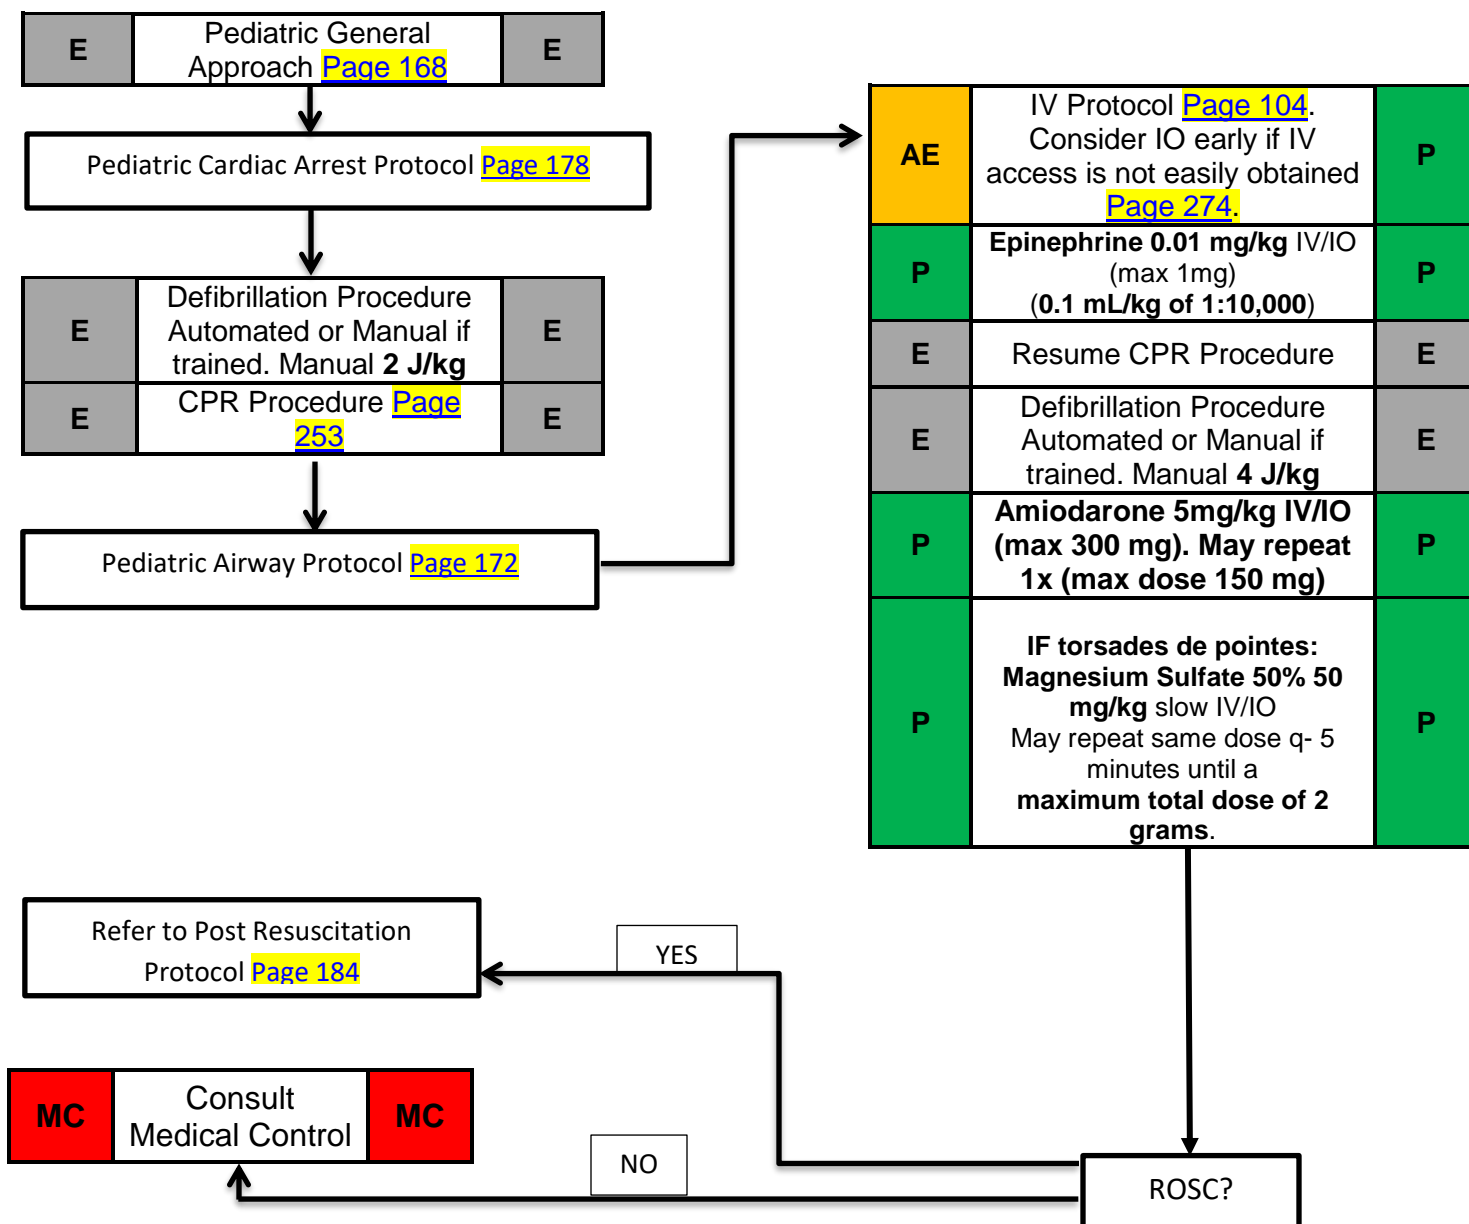 E
Pediatric General
Approach Page 168
E
Pediatric Cardiac Arrest Protocol Page 178
E
Defibrillation Procedure
Automated or Manual if
trained. Manual 2 J/kg
E
E
CPR Procedure Page
253
E
Pediatric Airway Protocol Page 172
AE
IV Protocol Page 104.
Consider IO early if IV
access is not easily obtained
Page 274.
P
P
Epinephrine 0.01 mg/kg IV/IO
(max 1mg)
(0.1 mL/kg of 1:10,000)
P
E
Resume CPR Procedure
E
E
Defibrillation Procedure
Automated or Manual if
trained. Manual 4 J/kg
E
P
Amiodarone 5mg/kg IV/IO
(max 300 mg). May repeat
1x (max dose 150 mg)
P
P
IF torsades de pointes:
Magnesium Sulfate 50% 50
mg/kg slow IV/IO
May repeat same dose q- 5
minutes until a
maximum total dose of 2
grams.
P
Refer to Post Resuscitation
Protocol Page 184
YES
MC
Consult
Medical Control
MC
NO
ROSC?